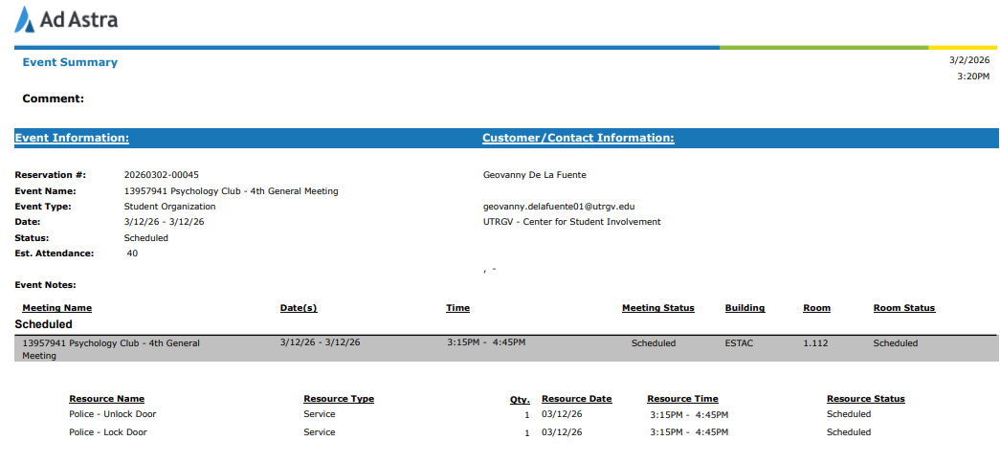 Ad Astra
Event Summary 3/2/2026
3:20PM
Comment:
Event Information: Customer/Contact Information:
Reservation #: 20260302-00045 Geovanny De La Fuente
Event Name: 13957941 Psychology Club - 4th General Meeting
Event Type: Student Organization geovanny.delafuente01@utrgv.edu
Date: 3/12/26 - 3/12/26 UTRGV - Center for Student Involvement
Status: Scheduled
Est. Attendance: 40
, -
Event Notes:
Meeting Name Date(s) Time Meeting Status Building Room Room Status
Scheduled
13957941 Psychology Club - 4th General 3/12/26 - 3/12/26 3:15PM - 4:45PM Scheduled ESTAC 1.112 Scheduled
Meeting
Resource Name Resource Type Qty. Resource Date Resource Time Resource Status
Police - Unlock Door Service 1 03/12/26 3:15PM - 4:45PM Scheduled
Police - Lock Door Service 1 03/12/26 3:15PM - 4:45PM Scheduled